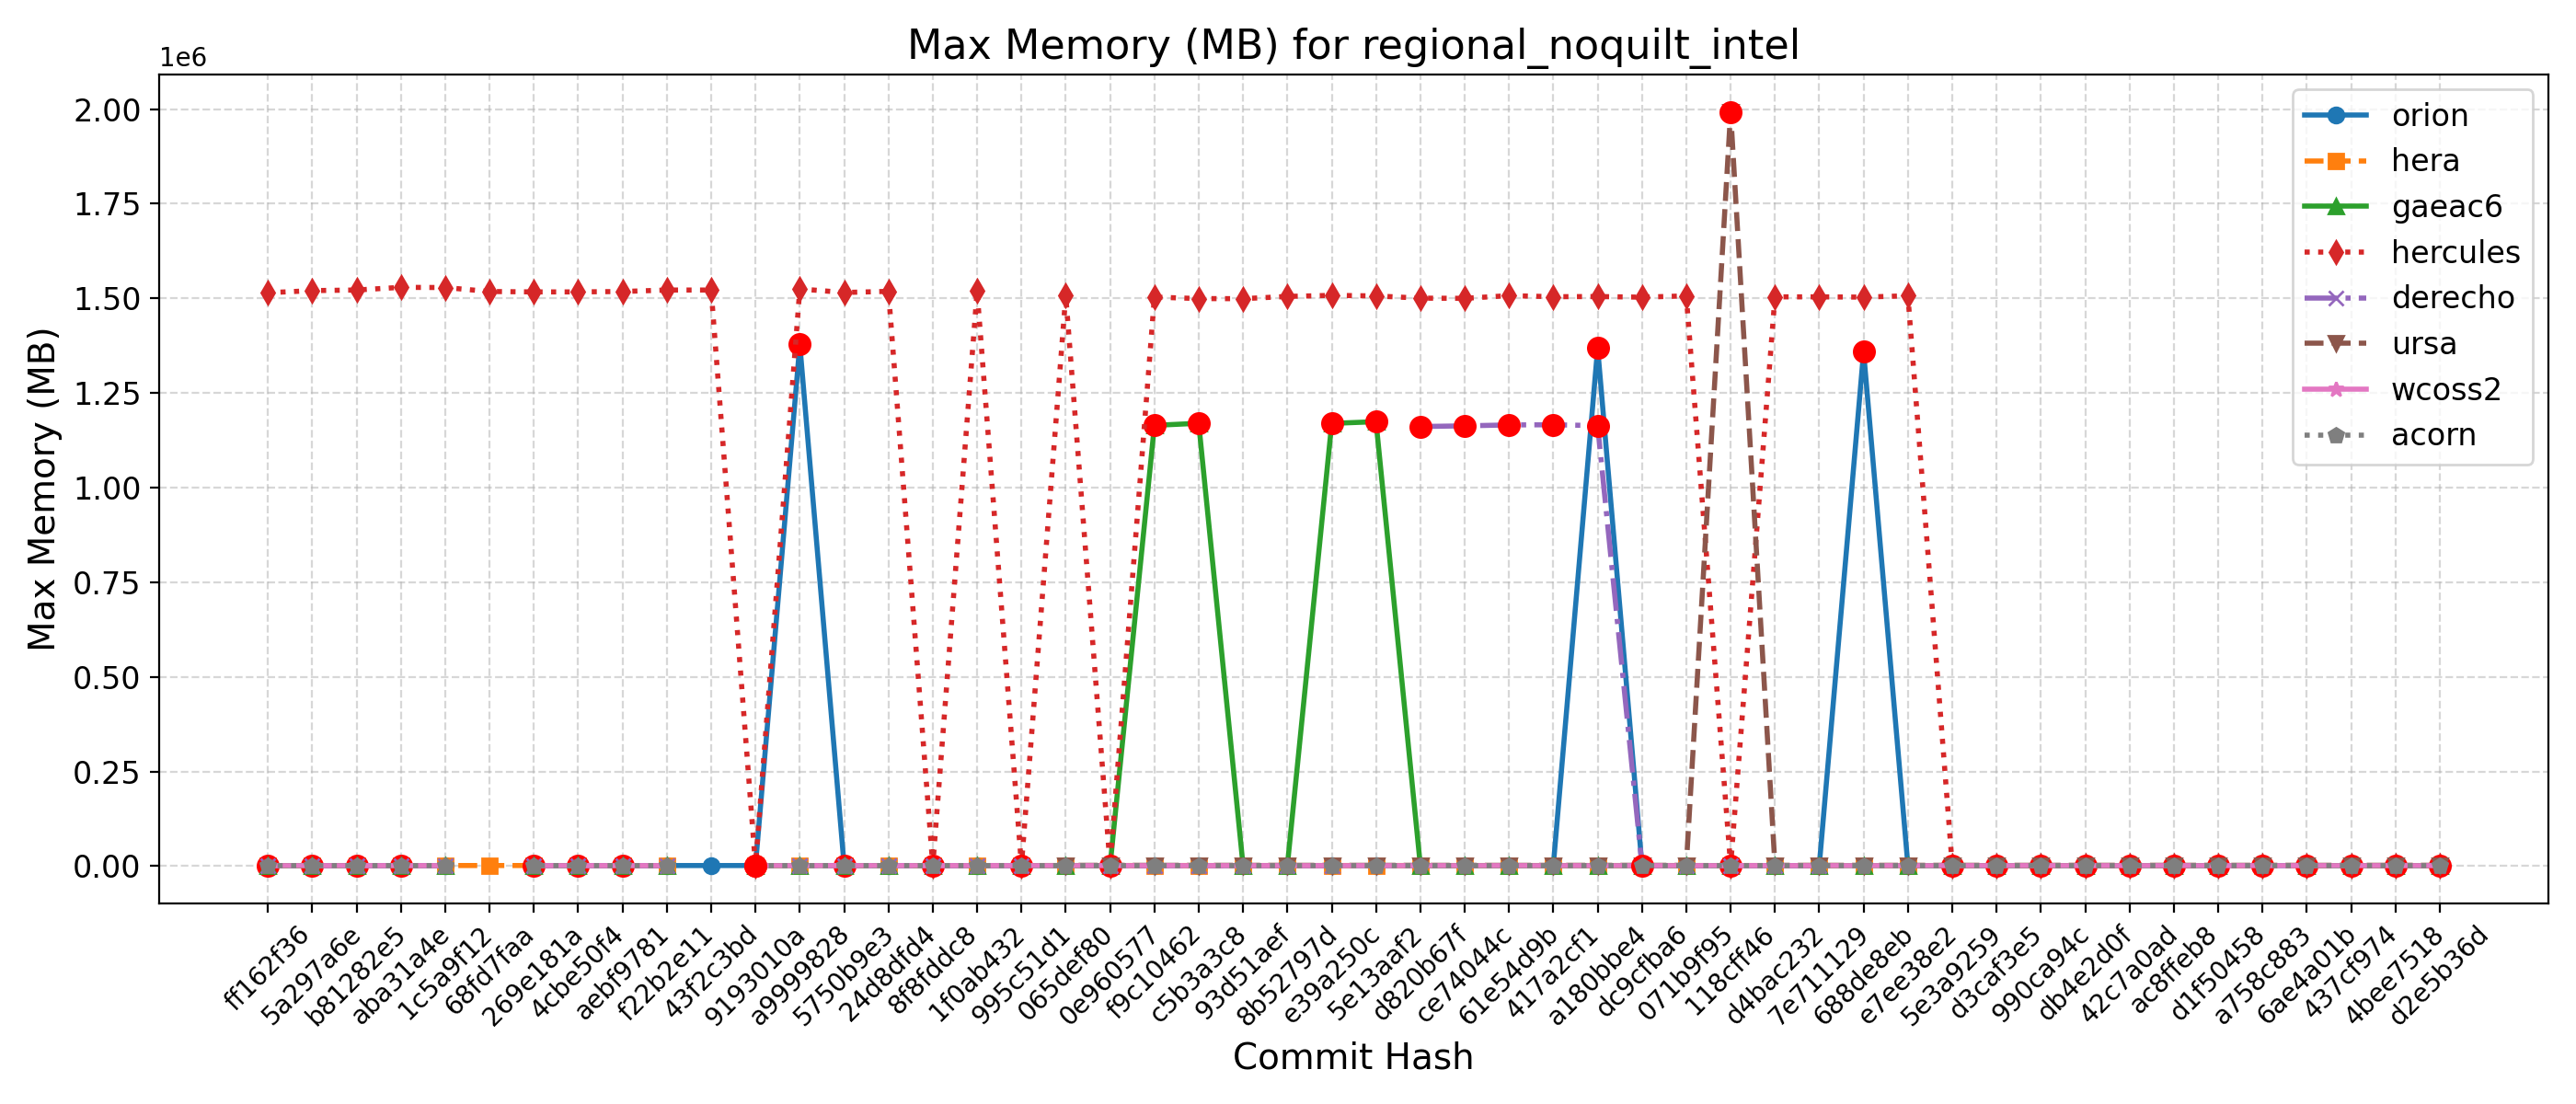 Max Memory (MB) for regional_noquilt_intel
1e6
2.00
1.75
1.50
1.25
1.00
0.75
0.50
0.25
0.00
Max Memory (MB)
orion
hera
gaeac6
hercules
derecho
ursa
wcoss2
acorn
ff162f36
5a297a6e
b81282e5
aba31a4e
1c5a9f12
68fd7faa
269e181a
4cbe50f4
aebf9781
f22b2e11
43f2c3bd
9193010a
a9999828
5750b9e3
24d8dfd4
8f8fddc8
1f0ab432
995c51d1
065def80
0e960577
f9c10462
c5b3a3c8
93d51aef
8b52797d
e39a250c
5e13aaf2
d820b67f
ce74044c
61e54d9b
417a2cf1
a180bbe4
dc9cfba6
071b9f95
118cff46
d4bac232
7e711129
688de8eb
e7ee38e2
5e3a9259
d3caf3e5
990ca94c
db4e2d0f
42c7a0ad
ac8ffeb8
d1f50458
a758c883
6ae4a01b
437cf974
4bee7518
d2e5b36d
Commit Hash